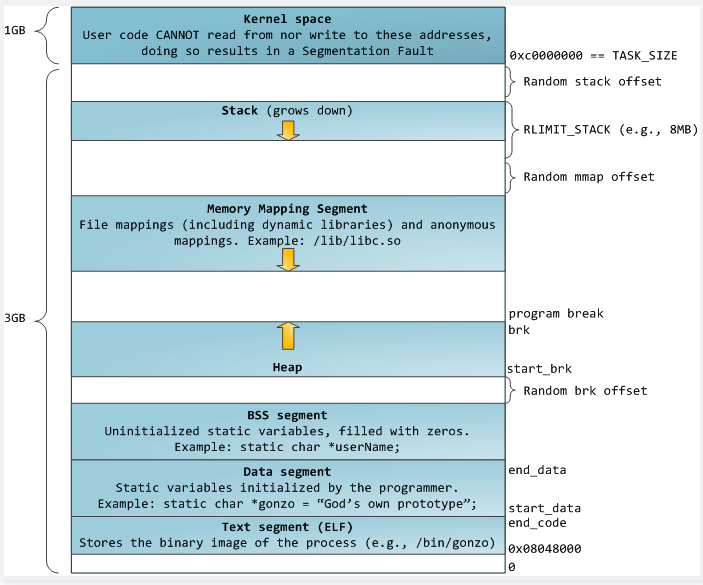 Kernel space
1GB
User code CANNOT read from nor write to these addresses,
doing so results in a Segmentation Fault
0xc0000000 == TASK_SIZE
Random stack offset
Stack (grows down)
RLIMIT_STACK (e.g., 8MB)
Random mmap offset
Memory Mapping Segment
File mappings (including dynamic libraries) and anonymous
mappings. Example: /lib/libc.so
3GB
program break
brk
Heap
start_brk
Random brk offset
BSS segment
Uninitialized static variables, filled with zeros.
Example: static char *userName;
Data segment
end_data
Static variables initialized by the programmer.
Example: static char *gonzo = “God’s own prototype”;
start_data
end_code
Text segment (ELF)
Stores the binary image of the process (e.g., /bin/gonzo)
0x08048000
0